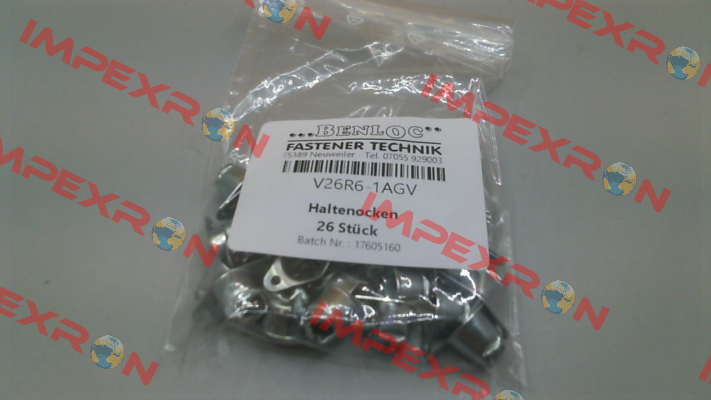 •••BENLOC••
FASTENER TECHNIK
75389 Neuweiler Tel. 07055 929003
V26R6-1AGV
Haltenocken
26 Stück
Batch Nr.: 17605160
IMPEXRON
IMPEXRON
IMPEXRON
IMPEXRON
IMPEXRON
IMPEXRON